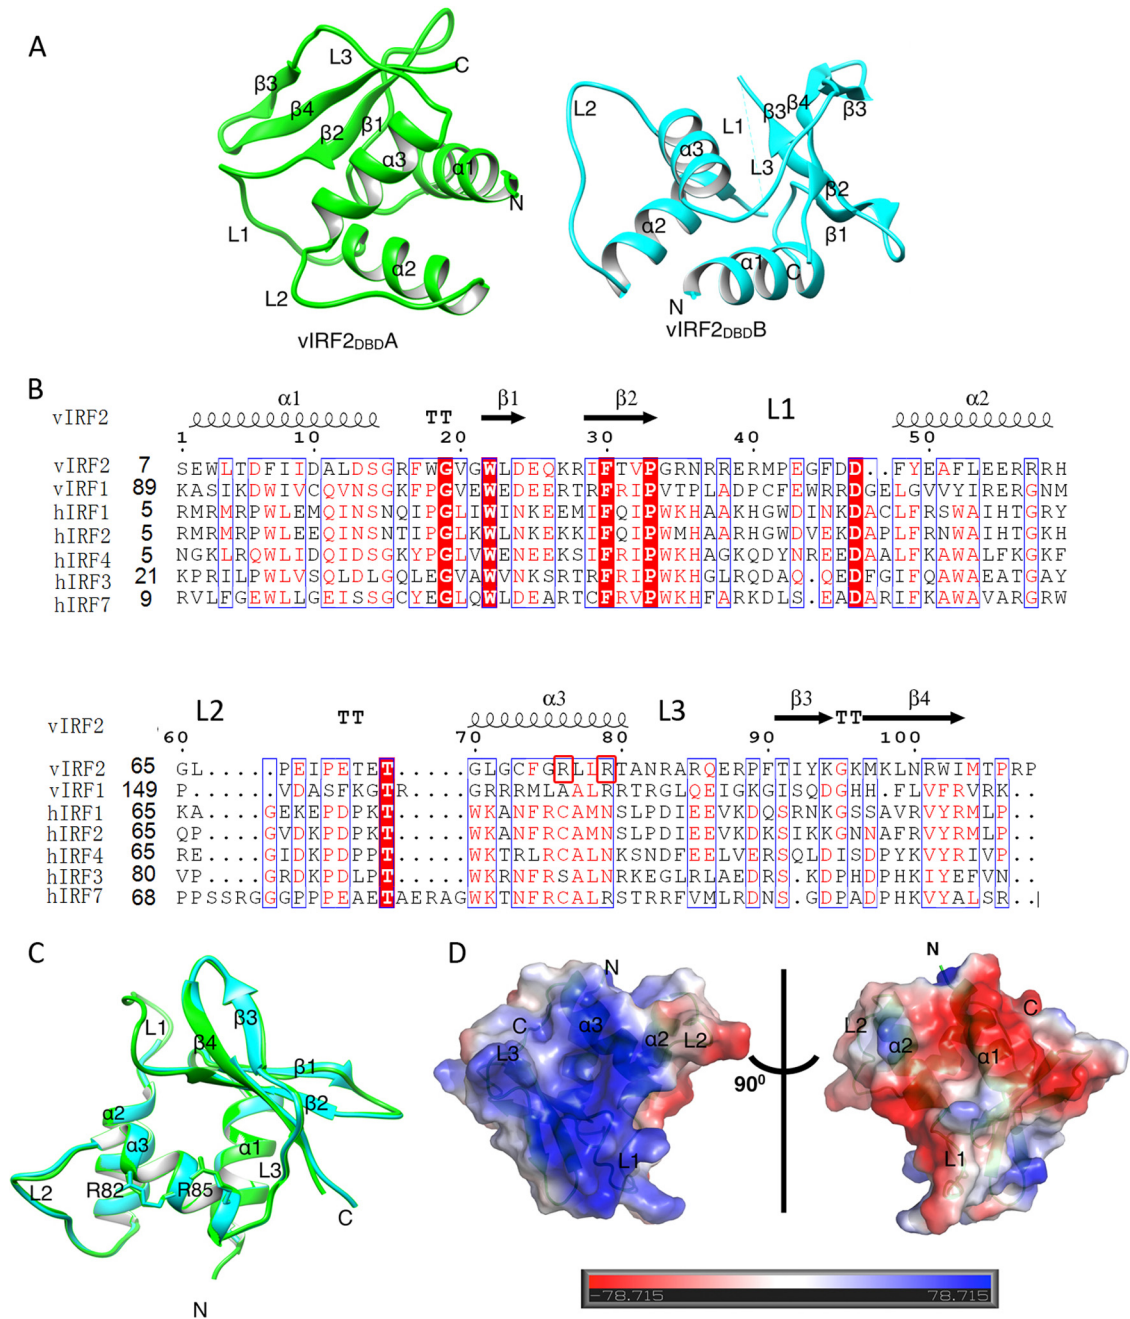 A
L3
C
β3
β4
β2
β1
α3
α1
N
L1
α2
L2
vIRF2DBDA
L2
L1
β3
β4
β3
α3
L3
β2
α2
β1
α1
C
N
vIRF2DBDB
B
α1 β1 β2 L1 α2
vIRF2 TT
1 10 20 30 40 50
vIRF2 7 SEWLTDFIIDALDSGRFWGVGWLDEQKRIFTVPGRNRRERMPEGFDD..FYEAFLEERRRH
vIRF1 89 KASIKDWIVCQVNSGKFPGVEWEDEERTRFRIPVTPLADPCFEWRRDGELGVVYIRERGNM
hIRF1 5 RMRMRPWLEMQINSNQIPGLIWINKEEMIFQIPWKHAAKHGWDINKDACLFRSWAIHTGRY
hIRF2 5 RMRMRPWLEEQINSNTIPGLKWLNKEKKIFQIPWMHAARHGWDVEKDAPLFRNWAIHTGKH
hIRF4 5 NGKLRQWLIDQIDSGKYPGLVWENEEKSIFRIPWKHAGKQDYNREEDAALFKAWALFKGKF
hIRF3 21 KPRILPWLVSQLDLGQLEGVAWVNKSRTRFRIPWKHGLRQDAQ.QEDFGIFQAWAEATGAY
hIRF7 9 RVLFGEWLLGEISSGCYEGLQWLDEARTCFRVPWKHFARKDLS.EADARIFKAWAVARGRW
L2 α3 L3 β3 β4
vIRF2 TT TT
60 70 80 90 100
vIRF2 65 GL.....PEIPETET.....GLGCFGRLLRTANRARQERPFTIYKGKMKLNRWIMTPRP
vIRF1 149 P......VDASFKGTR....GRRRMLAALRRTRGLQEIGKGISQDGHH.FLVFRVRK..
hIRF1 65 KA....GEKEPDPKT.....WKANFRCAMNSLPDIEEVKDQSRNKGSSAVRVYRMLP..
hIRF2 65 QP....GVDKPDPKT.....WKANFRCAMNSLPDIEEVKDKSIKKGNNAFRVYRMLP..
hIRF4 65 RE....GIDKPDPPT.....WKTRLRCALNKSNDFEELVERSQLDISDPYKVYRIVP..
hIRF3 80 VP....GRDKPDLPT.....WKRNFRSALNRKEGLRLAEDRSKDPHDPHKIYEFVN..
hIRF7 68 PPSSRGGGPPPEAETAERAGWKTNFRCALRSTRRFVMLRDNS.GDPADPHKVYALSR..
C
L1
β3
β4
β1
α2
β2
α3
α1
L2
R82
R85
L3
C
N
D
N
C
α3
L3
α2
L2
L1
90⁰
N
C
L2
α2
α1
L1
-78.715 78.715